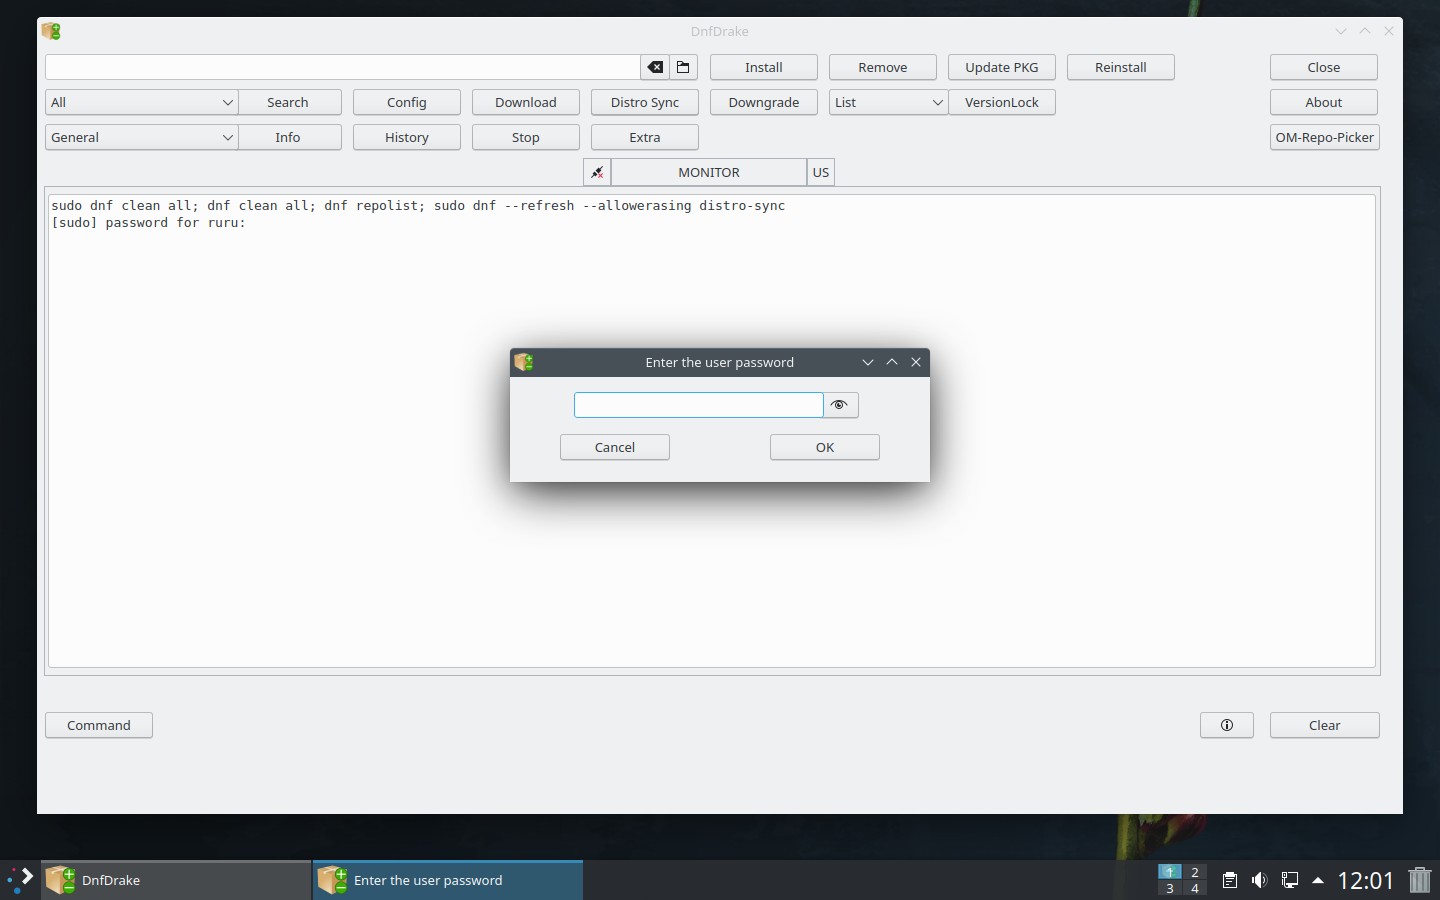 DnfDrake
Install Remove Update PKG Reinstall Close
All Search Config Download Distro Sync Downgrade List VersionLock About
General Info History Stop Extra OM-Repo-Picker
MONITOR US
sudo dnf clean all; dnf clean all; dnf repolist; sudo dnf --refresh --allowerasing distro-sync
[sudo] password for ruru:
Enter the user password
Cancel OK
Command Clear
DnfDrake Enter the user password 1 2 12:01
3 4